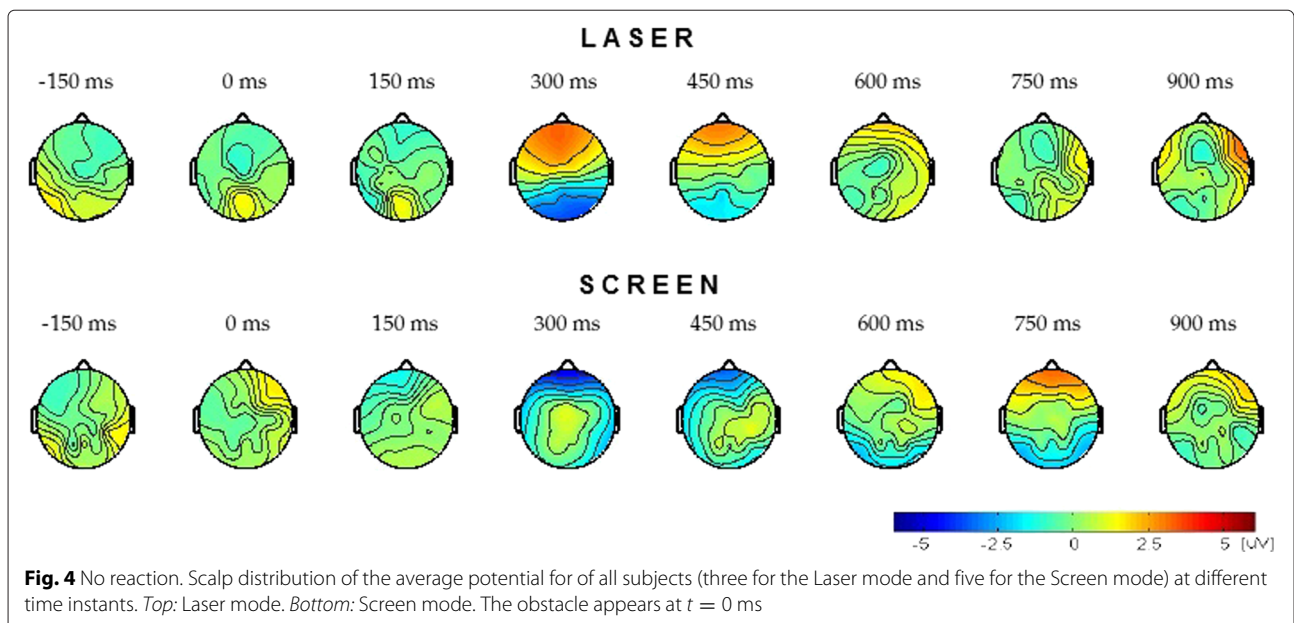 LASER
-150 ms 0 ms 150 ms 300 ms 450 ms 600 ms 750 ms 900 ms
SCREEN
-150 ms 0 ms 150 ms 300 ms 450 ms 600 ms 750 ms 900 ms
-5 -2.5 0 2.5 5 [uV]
Fig. 4 No reaction. Scalp distribution of the average potential for of all subjects (three for the Laser mode and five for the Screen mode) at different
time instants. Top: Laser mode. Bottom: Screen mode. The obstacle appears at t = 0 ms